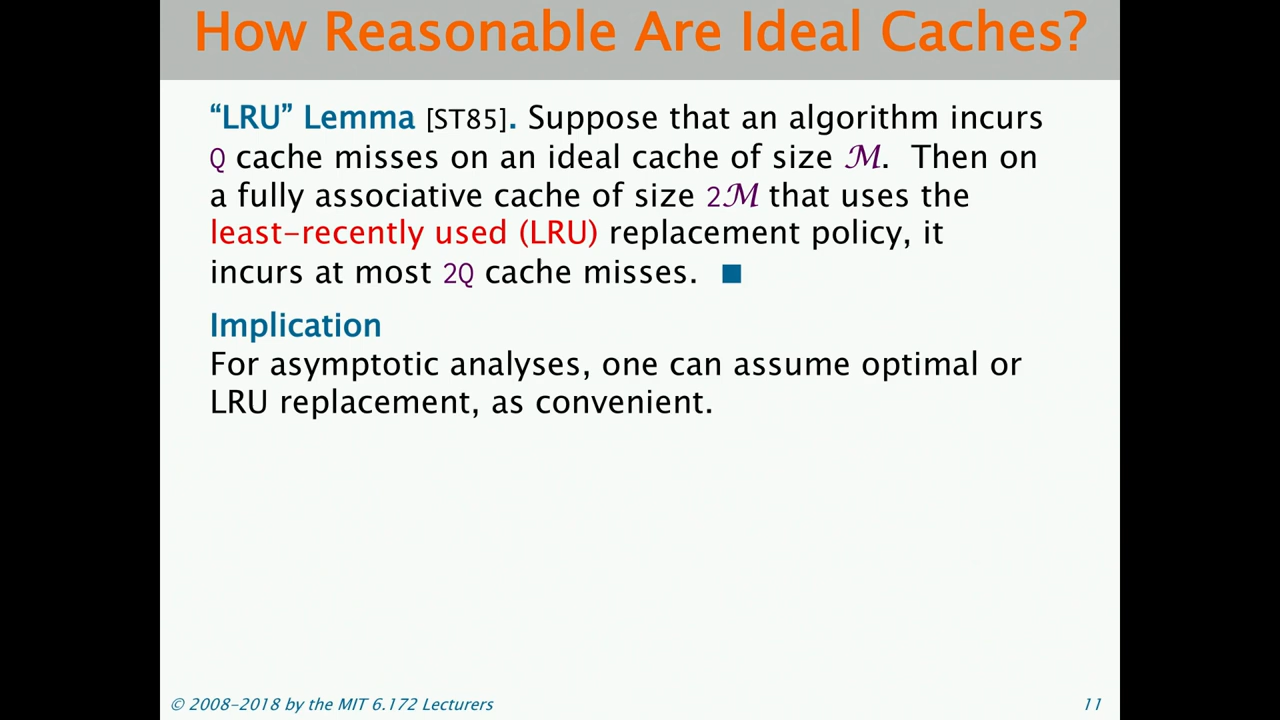 How Reasonable Are Ideal Caches?
“LRU” Lemma [ST85]. Suppose that an algorithm incurs
Q cache misses on an ideal cache of size ℳ. Then on
a fully associative cache of size 2ℳ that uses the
least-recently used (LRU) replacement policy, it
incurs at most 2Q cache misses. ■
Implication
For asymptotic analyses, one can assume optimal or
LRU replacement, as convenient.
© 2008-2018 by the MIT 6.172 Lecturers
11